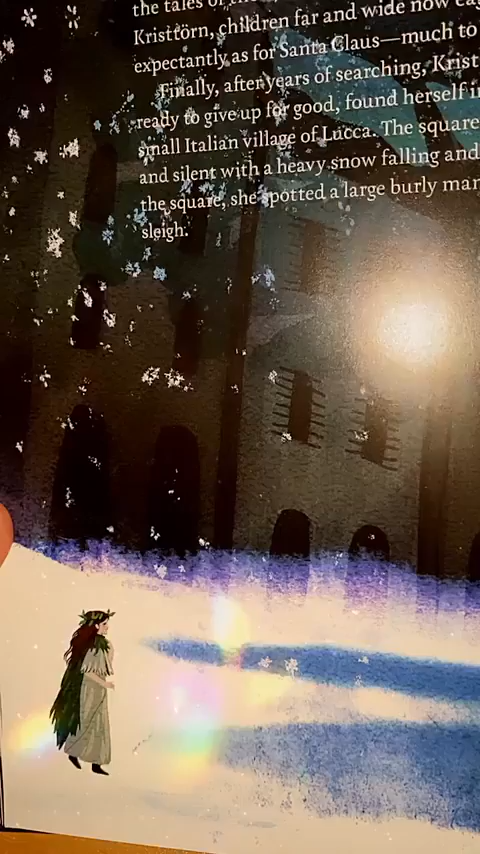 the tales of
Kristtörn, children far and wide now
expectantly as for Santa Claus—much to
Finally, after years of searching, Krist
ready to give up for good, found herself i
small Italian village of Lucca. The square
and silent with a heavy snow falling and
the square, she spotted a large burly man
sleigh.